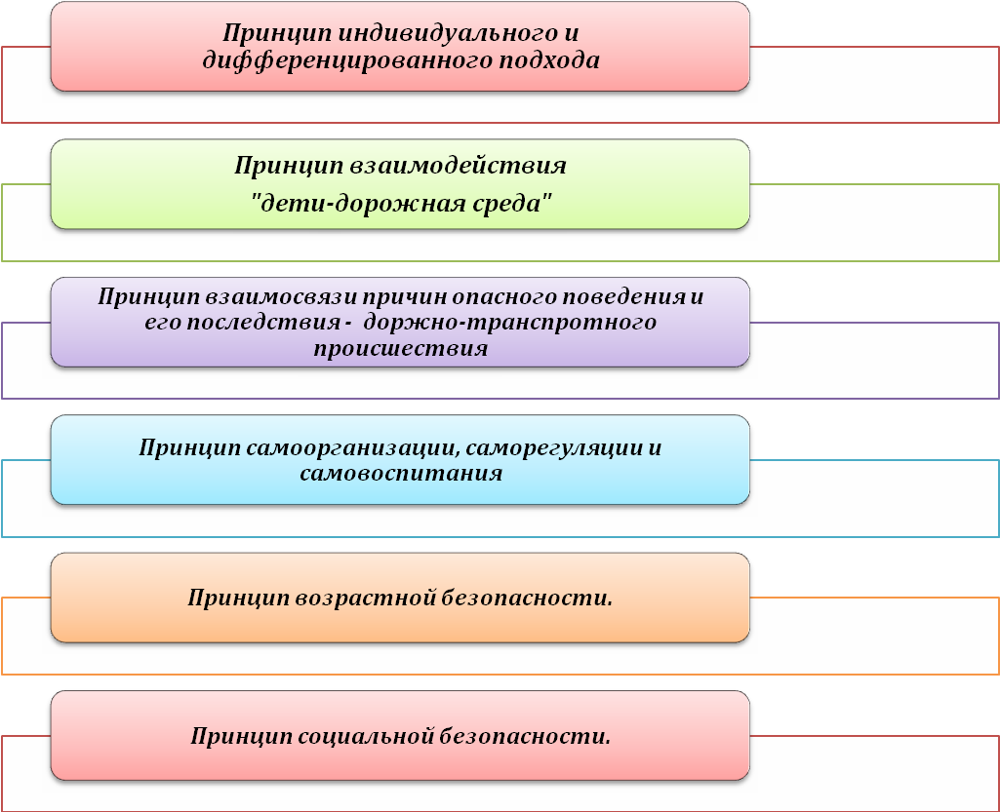 Принцип индивидуального и
дифференцированного подхода
Принцип взаимодействия
"дети-дорожная среда"
Принцип взаимосвязи причин опасного поведения и
его последствия - доржно-транспротного
происшествия
Принцип самоорганизации, саморегуляции и
самовоспитания
Принцип возрастной безопасности.
Принцип социальной безопасности.